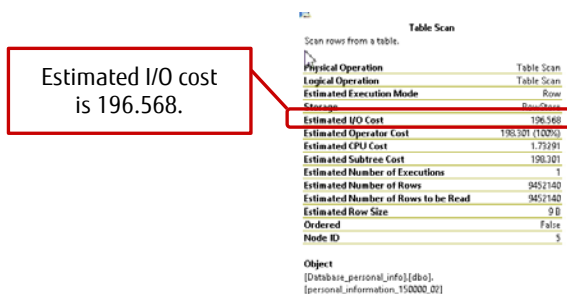 Estimated I/O cost
is 196.568.
Table Scan
Scan rows from a table.
Physical Operation Table Scan
Logical Operation Table Scan
Estimated Execution Mode Row
Storage RowStore
Estimated I/O Cost 196.568
Estimated Operator Cost 198.301 (100%)
Estimated CPU Cost 1.73291
Estimated Subtree Cost 198.301
Estimated Number of Executions 1
Estimated Number of Rows 9452140
Estimated Number of Rows to be Read 9452140
Estimated Row Size 9 B
Ordered False
Node ID 5
Object
[Database_personal_info].[dbo].
[personal_information_150000_02]